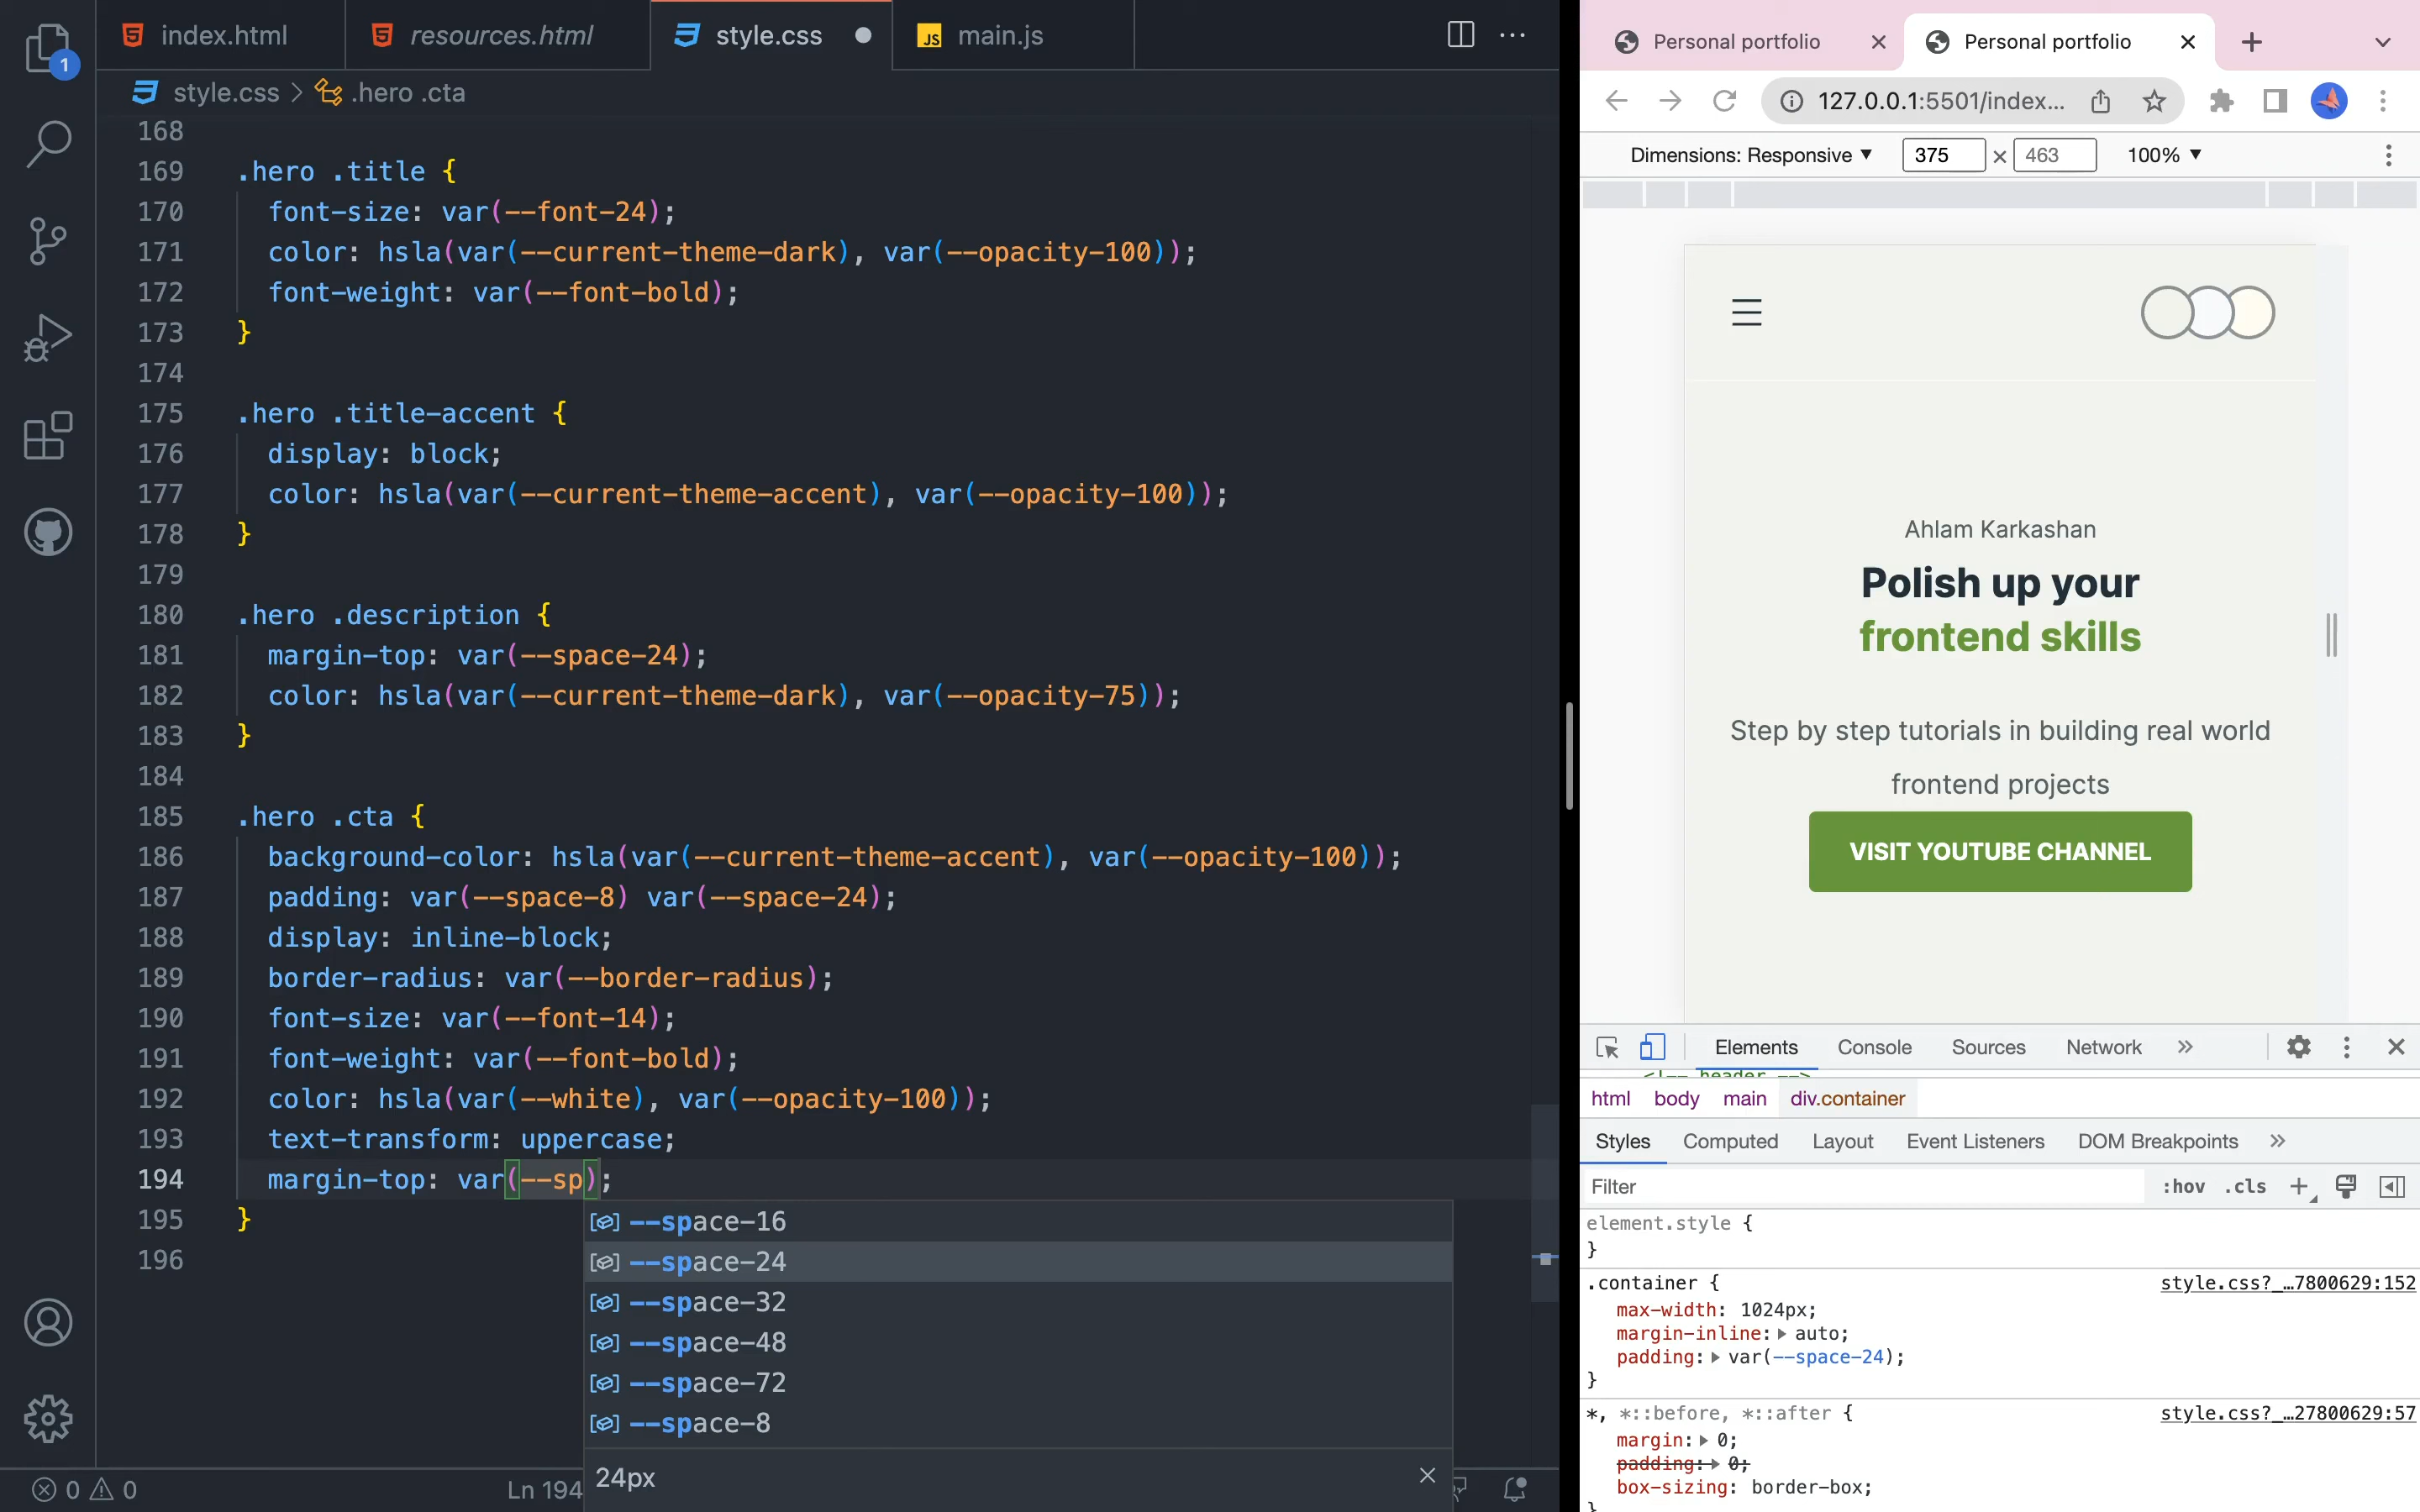 1
index.html
resources.html
style.css
JS main.js
style.css > .hero .cta
168
169 .hero .title {
170 font-size: var(--font-24);
171 color: hsla(var(--current-theme-dark), var(--opacity-100));
172 font-weight: var(--font-bold);
173 }
174
175 .hero .title-accent {
176 display: block;
177 color: hsla(var(--current-theme-accent), var(--opacity-100));
178 }
179
180 .hero .description {
181 margin-top: var(--space-24);
182 color: hsla(var(--current-theme-dark), var(--opacity-75));
183 }
184
185 .hero .cta {
186 background-color: hsla(var(--current-theme-accent), var(--opacity-100));
187 padding: var(--space-8) var(--space-24);
188 display: inline-block;
189 border-radius: var(--border-radius);
190 font-size: var(--font-14);
191 font-weight: var(--font-bold);
192 color: hsla(var(--white), var(--opacity-100));
193 text-transform: uppercase;
194 margin-top: var(--sp);
195 }
196
--space-16
--space-24
--space-32
--space-48
--space-72
--space-8
24px
0 0
Ln 194
Personal portfolio
Personal portfolio
127.0.0.1:5501/index...
Dimensions: Responsive ▼ 375 × 463 100% ▼
Ahlam Karkashan
Polish up your
frontend skills
Step by step tutorials in building real world
frontend projects
VISIT YOUTUBE CHANNEL
Elements Console Sources Network »
<!-- header -->
html body main div.container
Styles Computed Layout Event Listeners DOM Breakpoints »
Filter :hov .cls +
element.style {
}
.container { style.css?_…7800629:152
max-width: 1024px;
margin-inline: auto;
padding: var(--space-24);
}
*, *::before, *::after { style.css?_…27800629:57
margin: 0;
padding: 0;
box-sizing: border-box;
}